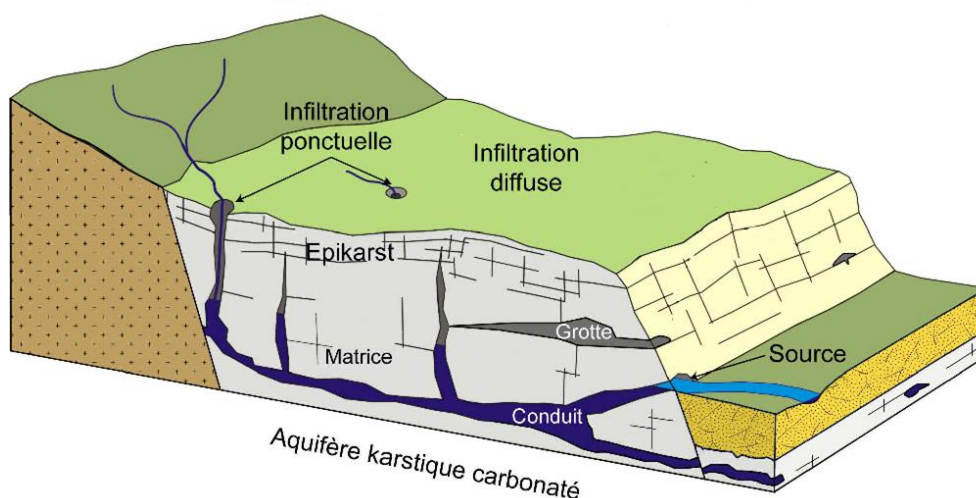 Infiltration
ponctuelle
Infiltration
diffuse
Epikarst
Grotte
Source
Matrice
Conduit
Aquifère karstique carbonaté